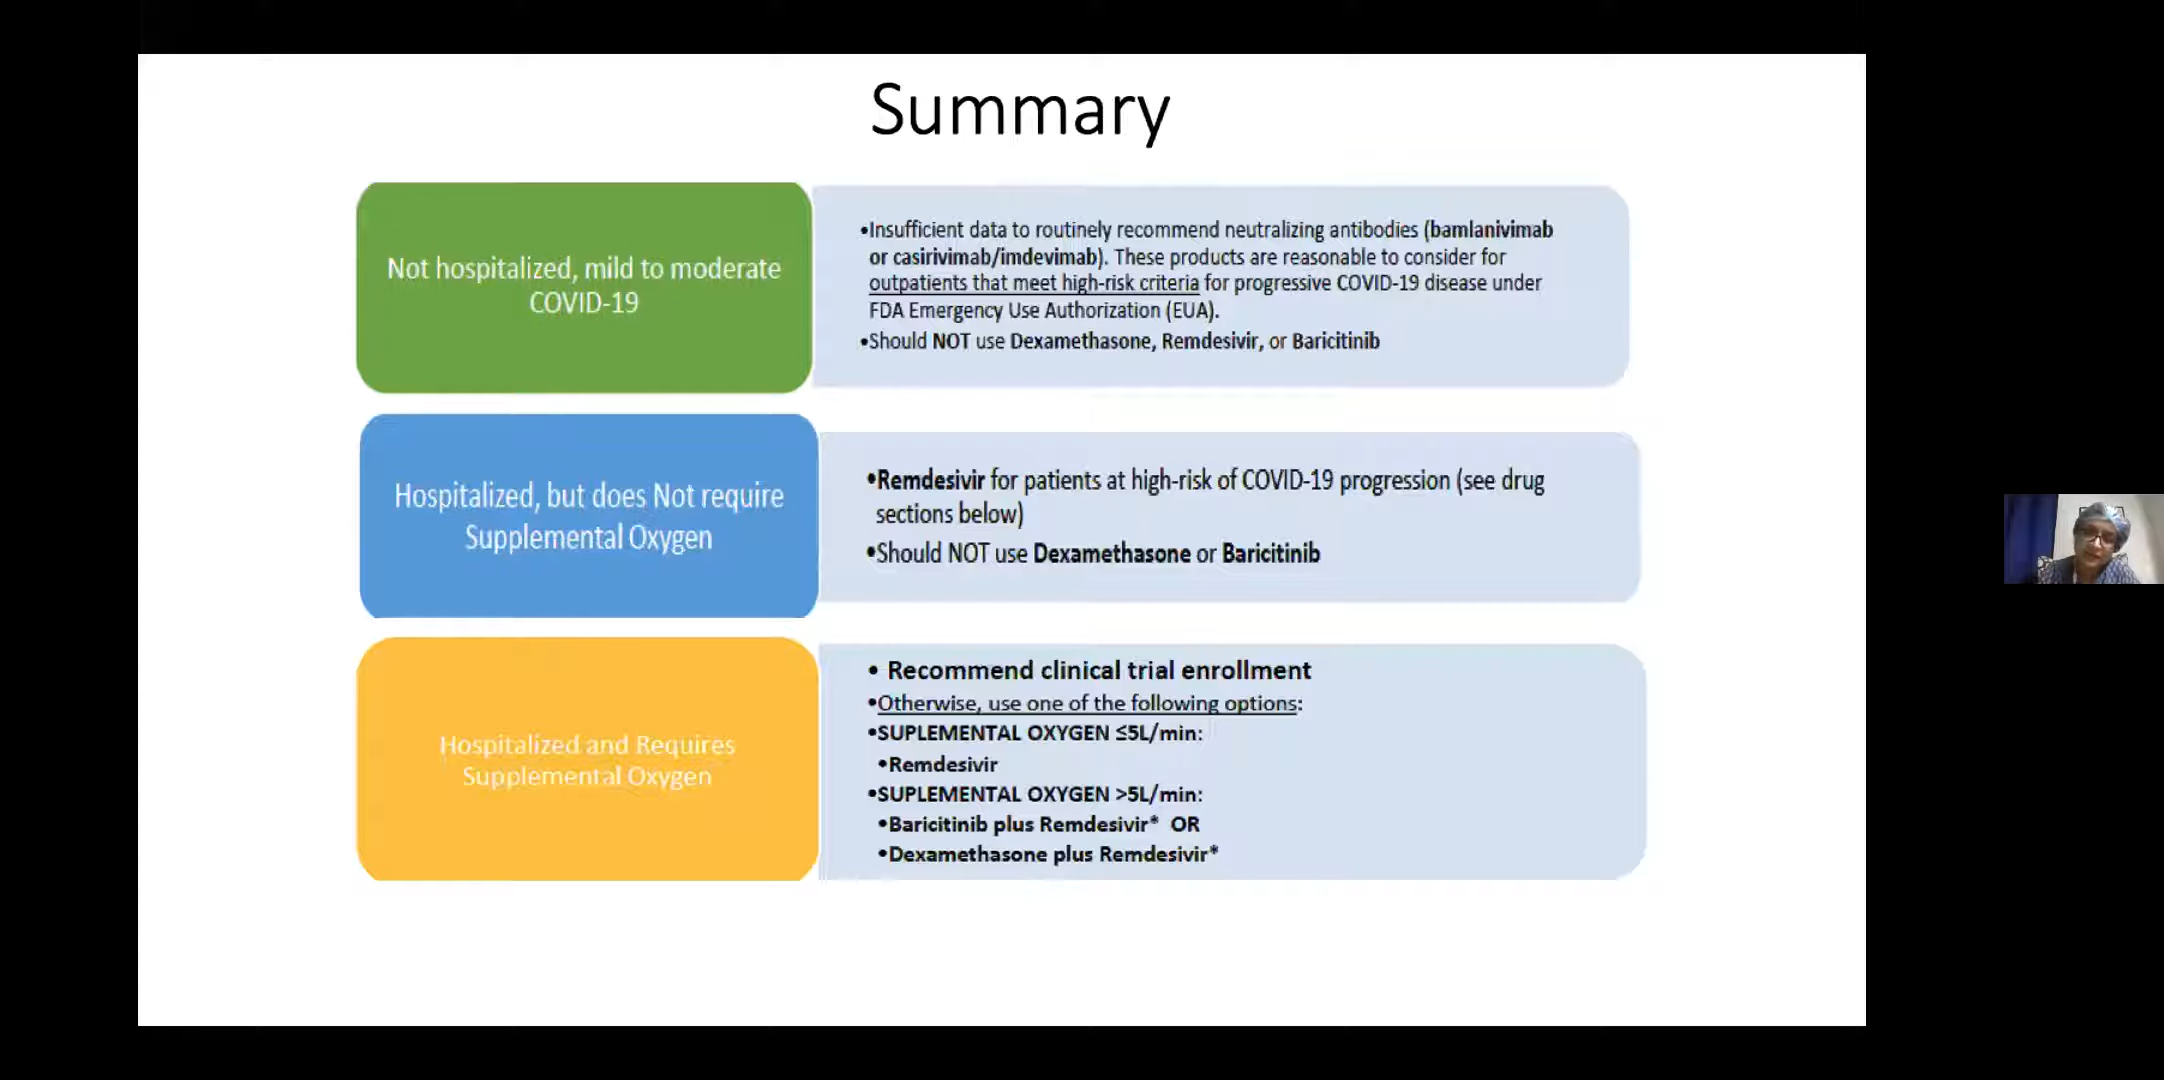 Summary
Not hospitalized, mild to moderate
COVID-19
•Insufficient data to routinely recommend neutralizing antibodies (bamlanivimab
or casirivimab/imdevimab). These products are reasonable to consider for
outpatients that meet high-risk criteria for progressive COVID-19 disease under
FDA Emergency Use Authorization (EUA).
•Should NOT use Dexamethasone, Remdesivir, or Baricitinib
Hospitalized, but does Not require
Supplemental Oxygen
•Remdesivir for patients at high-risk of COVID-19 progression (see drug
sections below)
•Should NOT use Dexamethasone or Baricitinib
Hospitalized and Requires
Supplemental Oxygen
• Recommend clinical trial enrollment
•Otherwise, use one of the following options:
•SUPLEMENTAL OXYGEN ≤5L/min:
•Remdesivir
•SUPLEMENTAL OXYGEN >5L/min:
•Baricitinib plus Remdesivir* OR
•Dexamethasone plus Remdesivir*